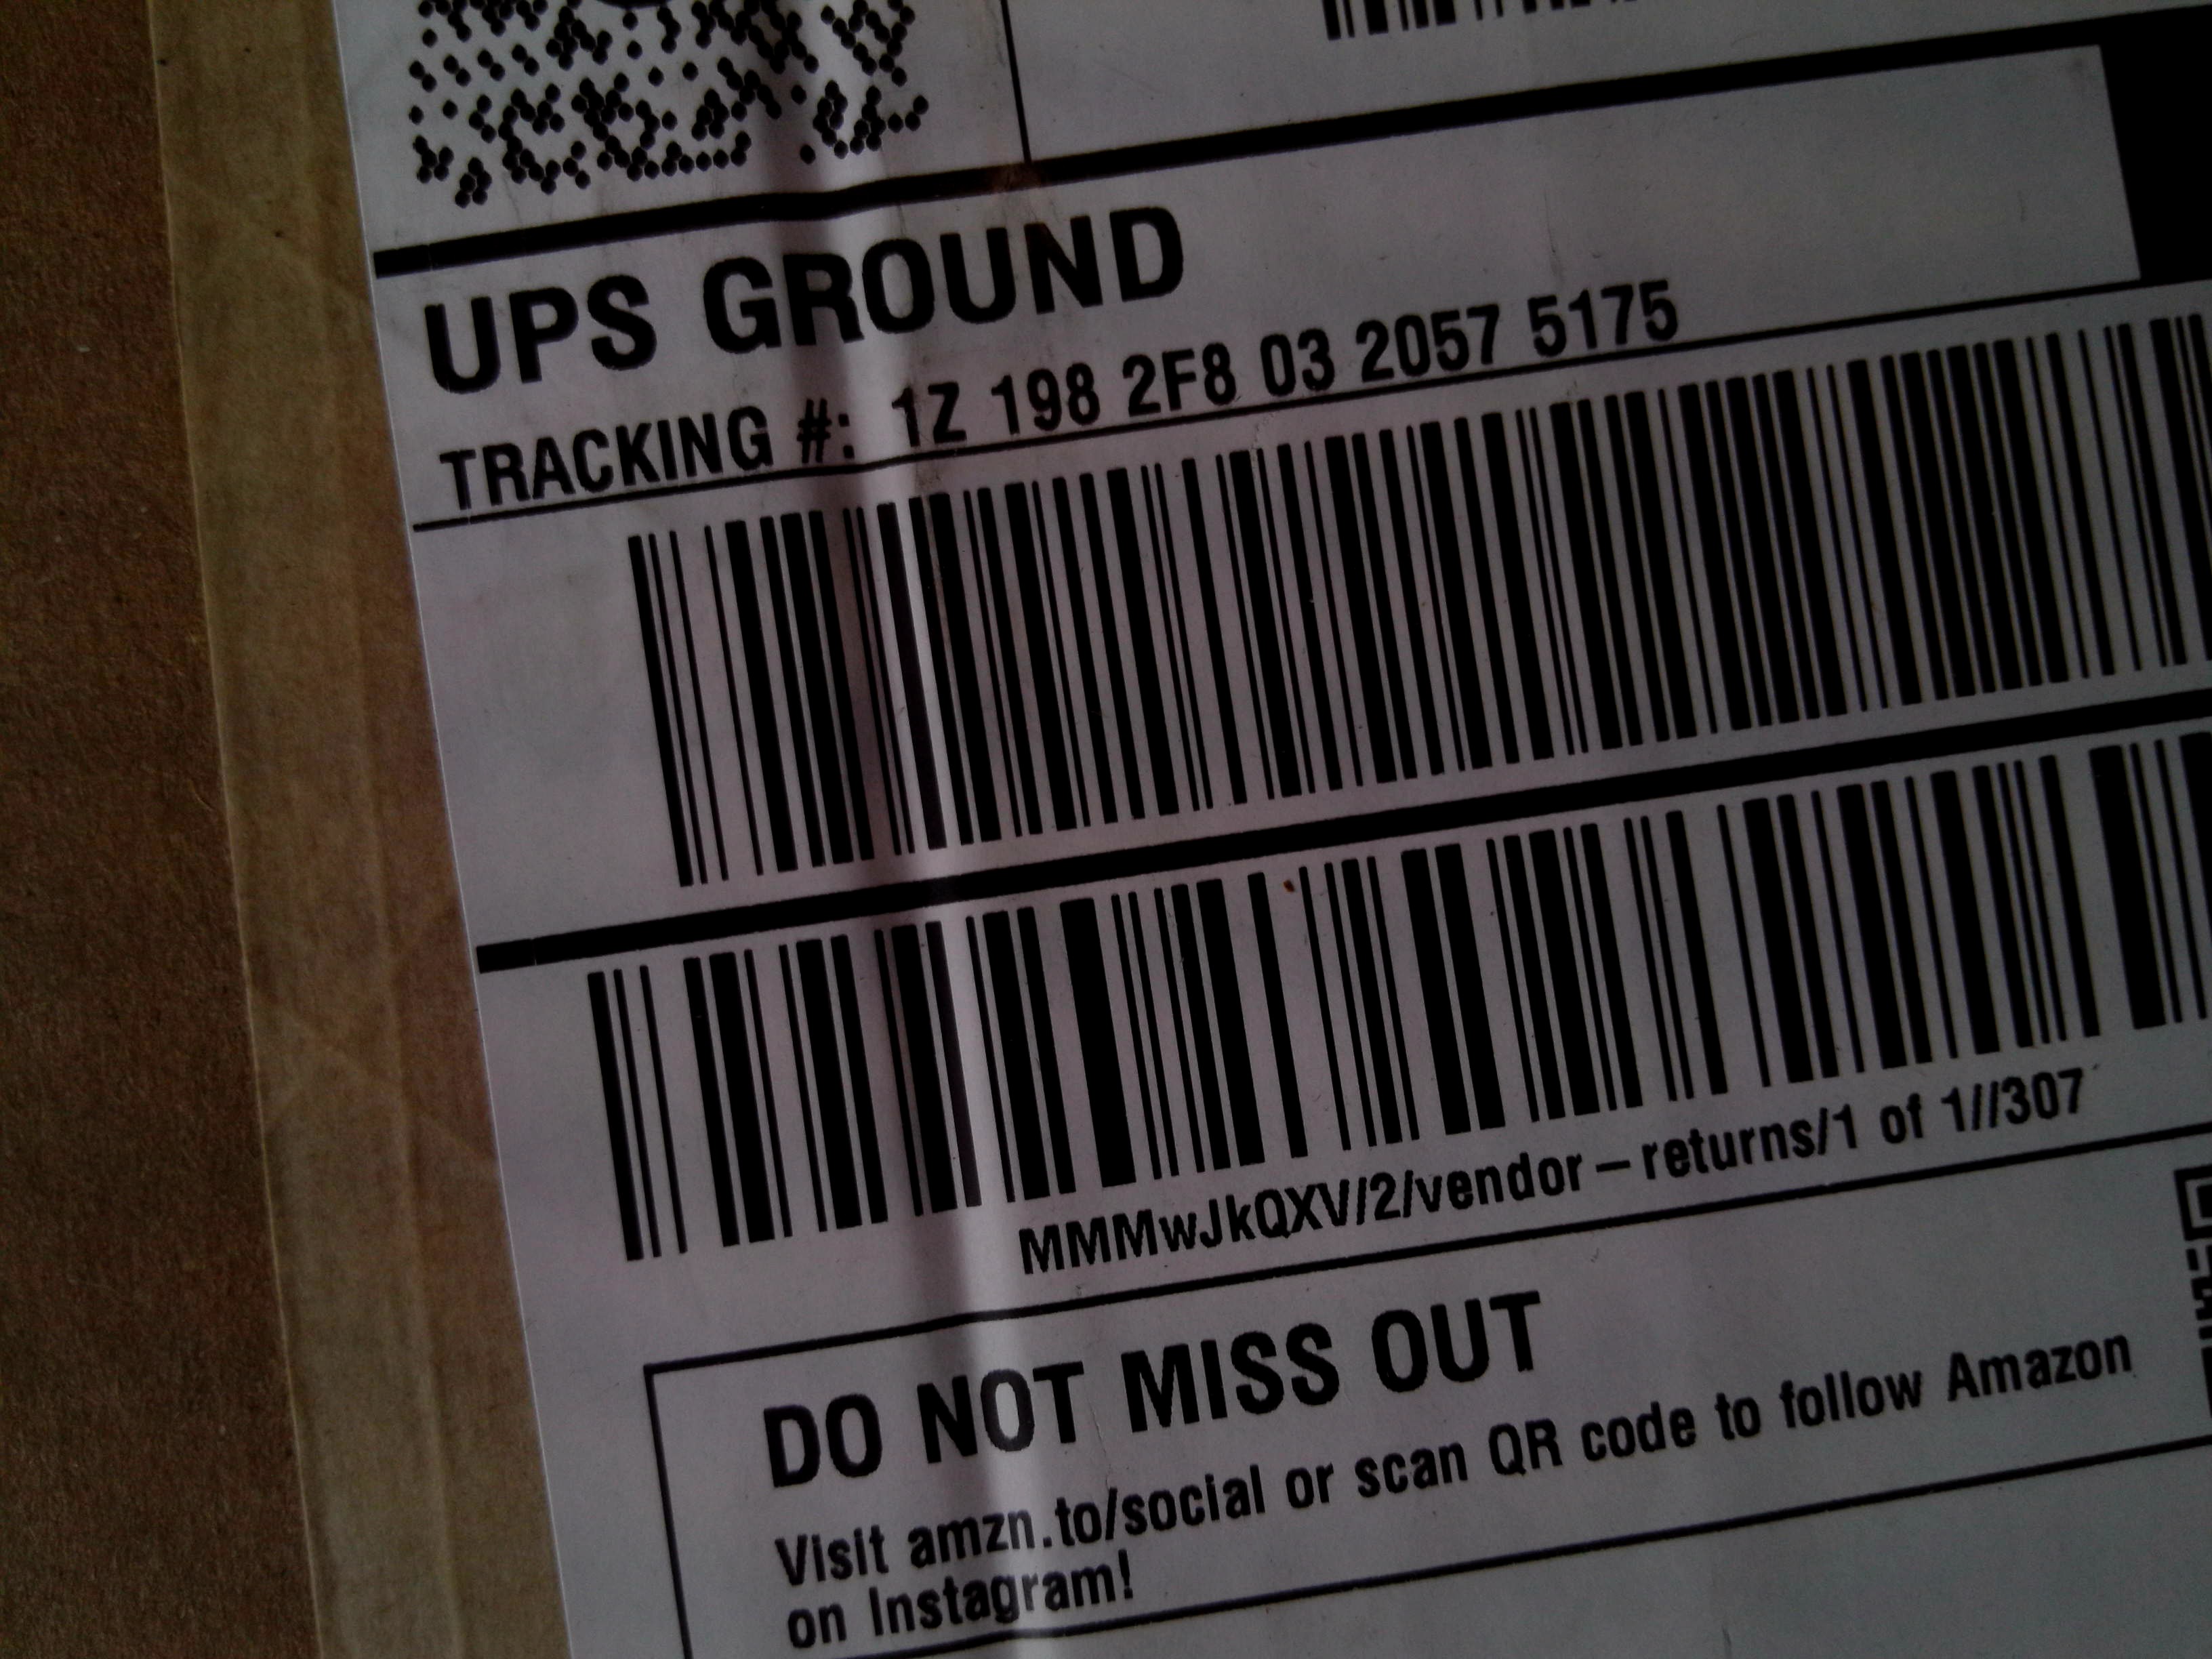 UPS GROUND
TRACKING #: 1Z 198 2F8 03 2057 5175
MMMwJkQXV/2/vendor-returns/1 of 1//307
DO NOT MISS OUT
Visit amzn.to/social or scan QR code to follow Amazon
on Instagram!